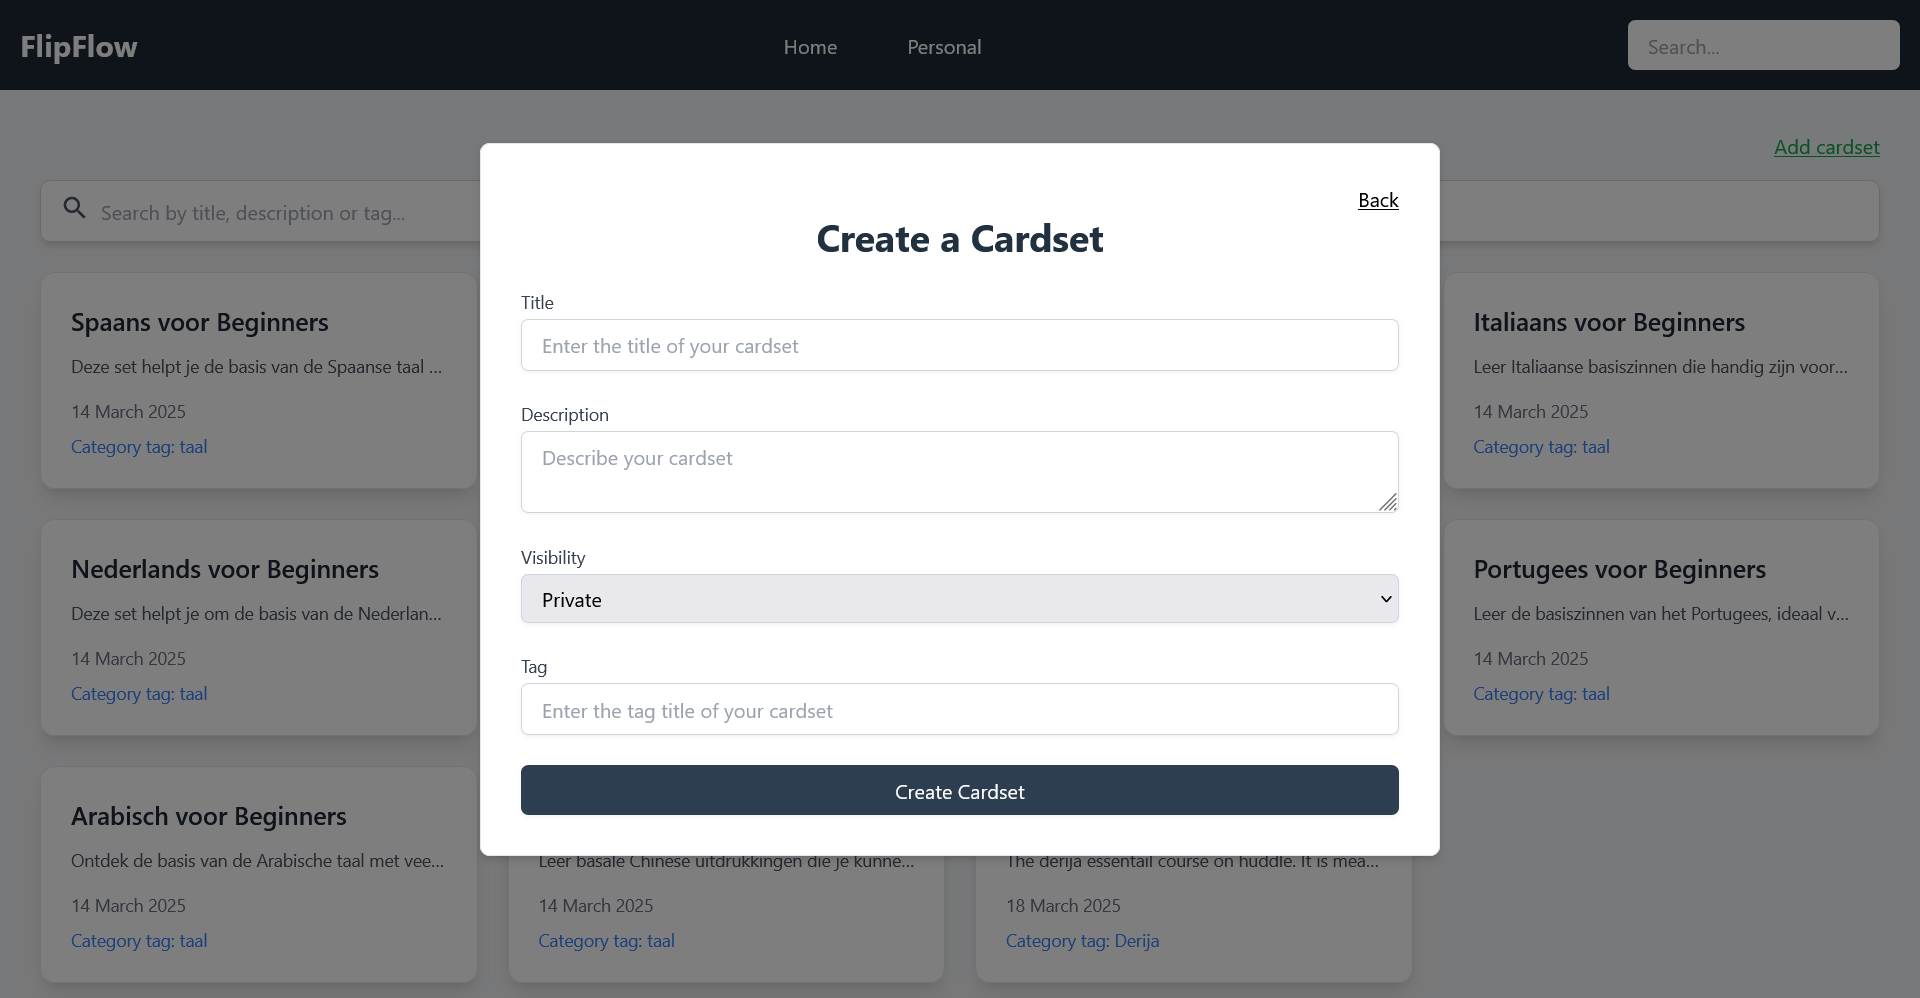 FlipFlow
Home
Personal
Search...
Add cardset
Search by title, description or tag...
Back
Create a Cardset
Title
Enter the title of your cardset
Description
Describe your cardset
Visibility
Private
Tag
Enter the tag title of your cardset
Create Cardset
Spaans voor Beginners
Deze set helpt je de basis van de Spaanse taal ...
14 March 2025
Category tag: taal
Italiaans voor Beginners
Leer Italiaanse basiszinnen die handig zijn voor...
14 March 2025
Category tag: taal
Nederlands voor Beginners
Deze set helpt je om de basis van de Nederlan...
14 March 2025
Category tag: taal
Portugees voor Beginners
Leer de basiszinnen van het Portugees, ideaal v...
14 March 2025
Category tag: taal
Arabisch voor Beginners
Ontdek de basis van de Arabische taal met vee...
14 March 2025
Category tag: taal
Leer basale Chinese uitdrukkingen die je kunne...
14 March 2025
Category tag: taal
The derija essentail course on huddle. It is mea...
18 March 2025
Category tag: Derija